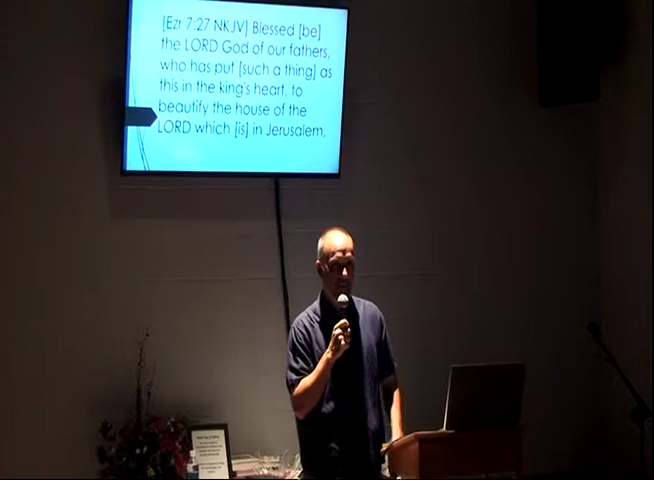 [Ezr 7:27 NKJV] Blessed [be]
the LORD God of our fathers,
who has put [such a thing] as
this in the king's heart, to
beautify the house of the
LORD which [is] in Jerusalem,